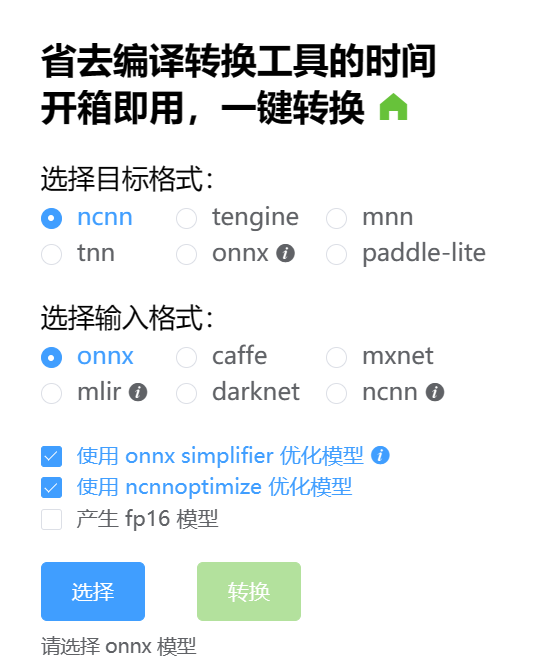 省去编译转换工具的时间
开箱即用，一键转换
选择目标格式：
ncnn tengine mnn
tnn onnx paddle-lite
选择输入格式：
onnx caffe mxnet
mlir darknet ncnn
使用 onnx simplifier 优化模型
使用 ncnnoptimize 优化模型
产生 fp16 模型
选择 转换
请选择 onnx 模型